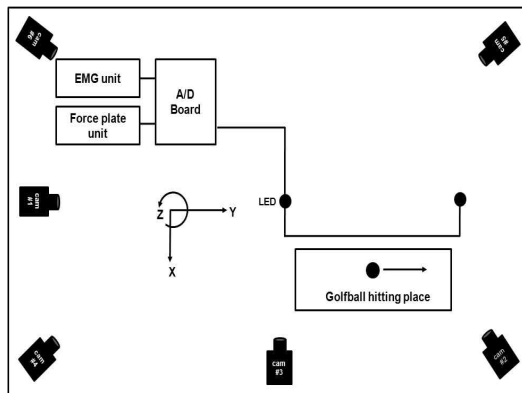 cam
#6
cam
#5
EMG unit
A/D
Board
Force plate
unit
cam
#1
LED
Z
Y
X
Golfball hitting place
cam
#4
cam
#3
cam
#2